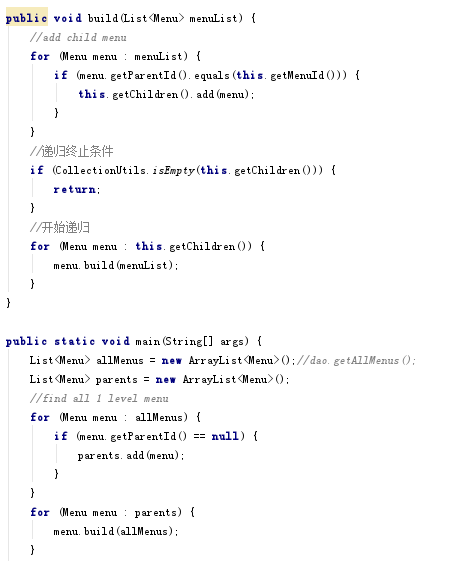 public void build(List<Menu> menuList) {
//add child menu
for (Menu menu : menuList) {
if (menu.getParentId().equals(this.getMenuId())) {
this.getChildren().add(menu);
}
}
//递归终止条件
if (CollectionUtils.isEmpty(this.getChildren())) {
return;
}
//开始递归
for (Menu menu : this.getChildren()) {
menu.build(menuList);
}
}
public static void main(String[] args) {
List<Menu> allMenus = new ArrayList<Menu>();//dao.getAllMenus();
List<Menu> parents = new ArrayList<Menu>();
//find all 1 level menu
for (Menu menu : allMenus) {
if (menu.getParentId() == null) {
parents.add(menu);
}
}
for (Menu menu : parents) {
menu.build(allMenus);
}